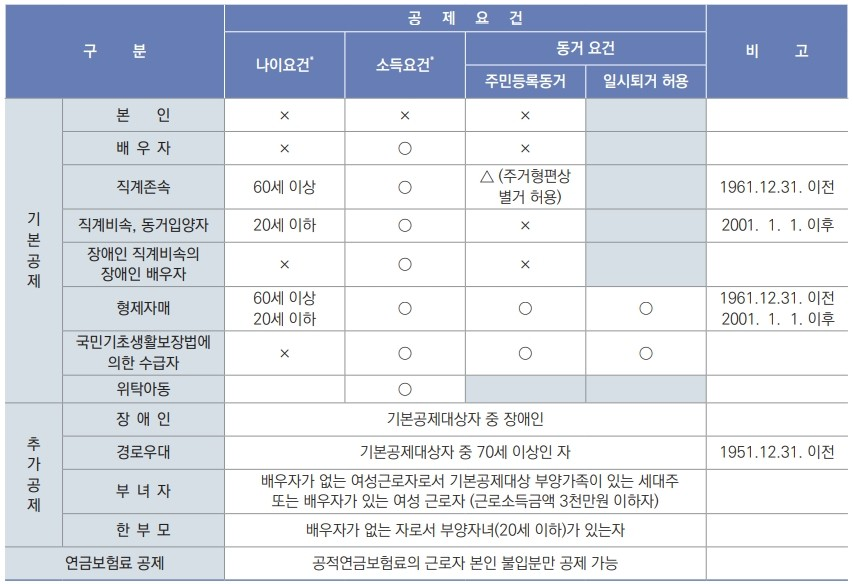 구 분
공 제 요 건
비 고
나이요건*
소득요건*
동거 요건
주민등록동거
일시퇴거 허용
기본공제
본 인 × × ×
배 우 자 × ○ ×
직계존속 60세 이상 ○ △ (주거형편상
별거 허용) 1961.12.31. 이전
직계비속, 동거입양자 20세 이하 ○ × 2001. 1. 1. 이후
장애인 직계비속의
장애인 배우자 × ○ ×
형제자매 60세 이상
20세 이하 ○ ○ ○ 1961.12.31. 이전
2001. 1. 1. 이후
국민기초생활보장법에
의한 수급자 × ○ ○ ○
위탁아동 ○
추가공제
장 애 인 기본공제대상자 중 장애인
경로우대 기본공제대상자 중 70세 이상인 자 1951.12.31. 이전
부 녀 자 배우자가 없는 여성근로자로서 기본공제대상 부양가족이 있는 세대주
또는 배우자가 있는 여성 근로자 (근로소득금액 3천만원 이하자)
한 부 모 배우자가 없는 자로서 부양자녀(20세 이하)가 있는자
연금보험료 공제 공적연금보험료의 근로자 본인 불입분만 공제 가능